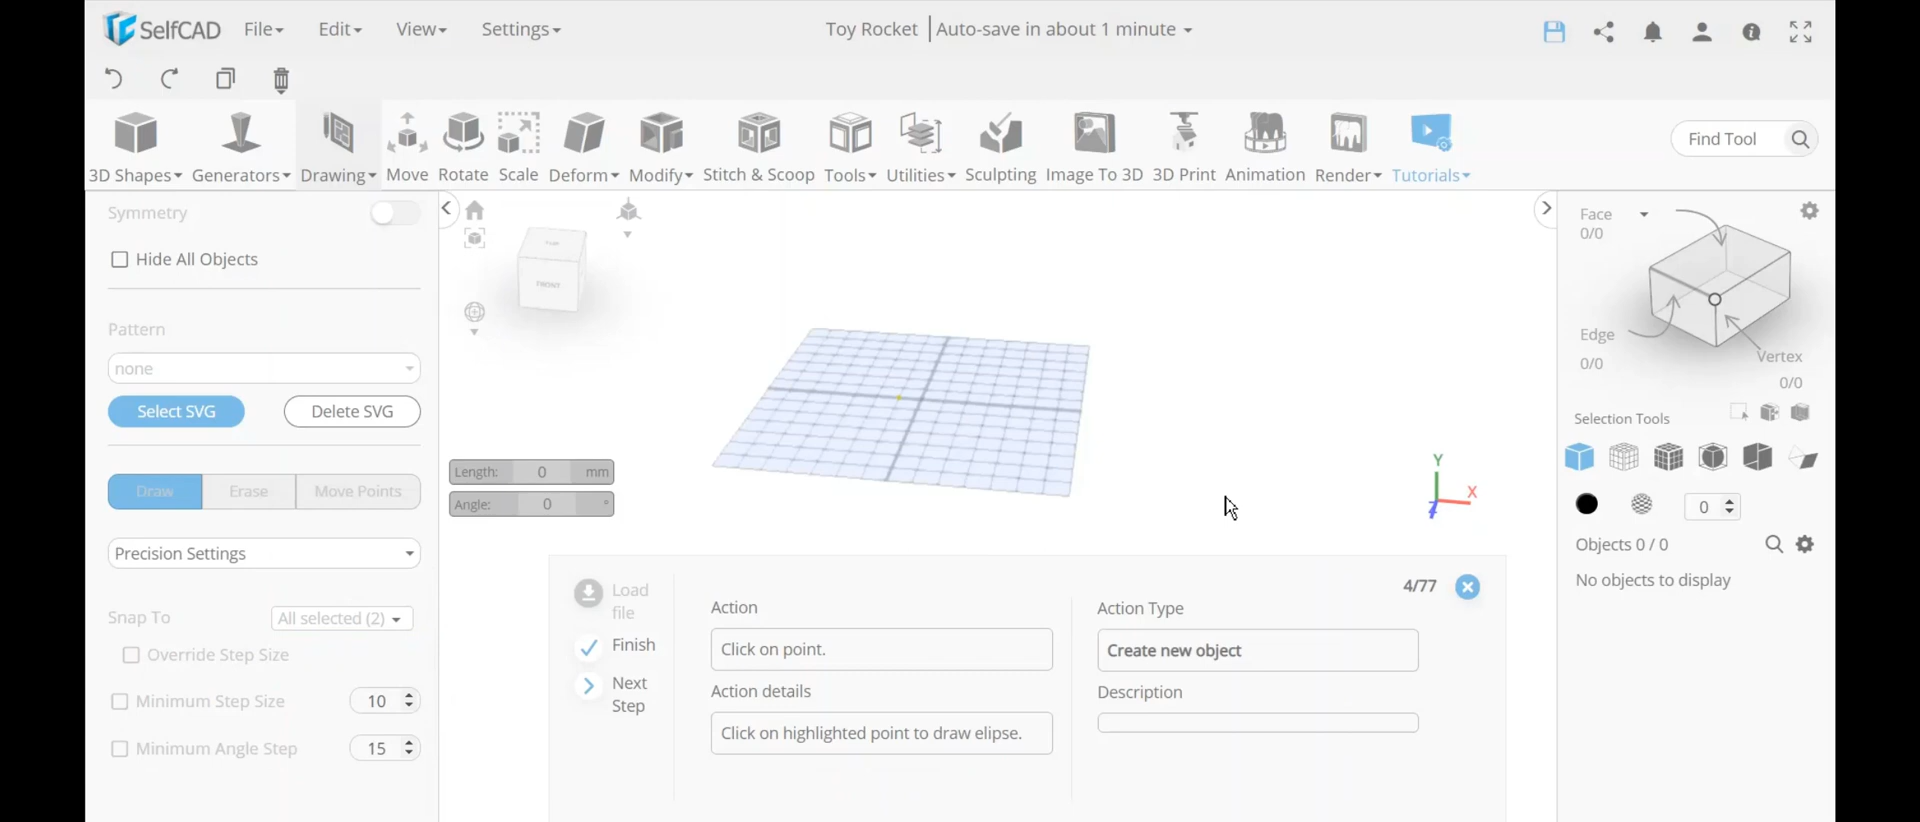 SelfCAD File Edit View Settings Toy Rocket Auto-save in about 1 minute
3D Shapes Generators Drawing Move Rotate Scale Deform Modify Stitch & Scoop Tools Utilities Sculpting Image To 3D 3D Print Animation Render Tutorials Find Tool
Symmetry
Hide All Objects
Pattern
none
Select SVG Delete SVG
Draw Erase Move Points
Precision Settings
Snap To All selected (2)
Override Step Size
Minimum Step Size 10
Minimum Angle Step 15
FRONT
Length: 0 mm
Angle: 0 °
Y
X
Load
file
Finish
Next
Step
Action
Click on point.
Action details
Click on highlighted point to draw elipse.
4/77
Action Type
Create new object
Description
Face
0/0
Edge
0/0
Vertex
0/0
Selection Tools
0
Objects 0 / 0
No objects to display